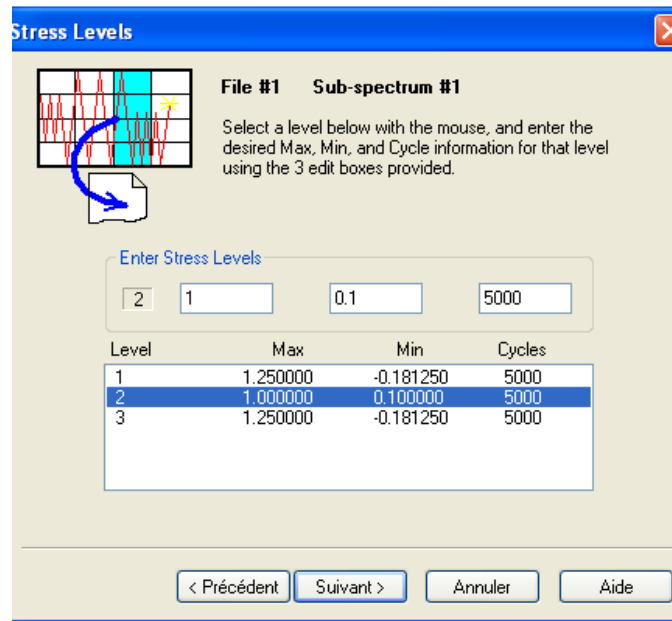 Stress Levels
File #1 Sub-spectrum #1
Select a level below with the mouse, and enter the
desired Max, Min, and Cycle information for that level
using the 3 edit boxes provided.
Enter Stress Levels
2 1 0.1 5000
Level Max Min Cycles
1 1.250000 -0.181250 5000
2 1.000000 0.100000 5000
3 1.250000 -0.181250 5000
< Précédent Suivant > Annuler Aide